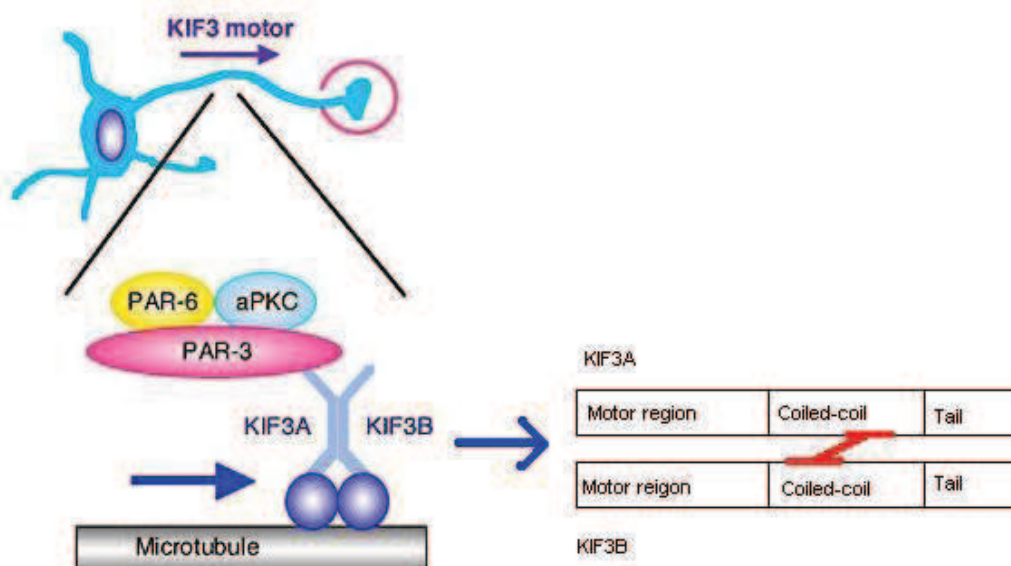 KIF3 motor
PAR-6 aPKC
PAR-3
KIF3A KIF3B
Microtubule
KIF3A
Motor region Coiled-coil Tail
Motor reigon Coiled-coil Tail
KIF3B